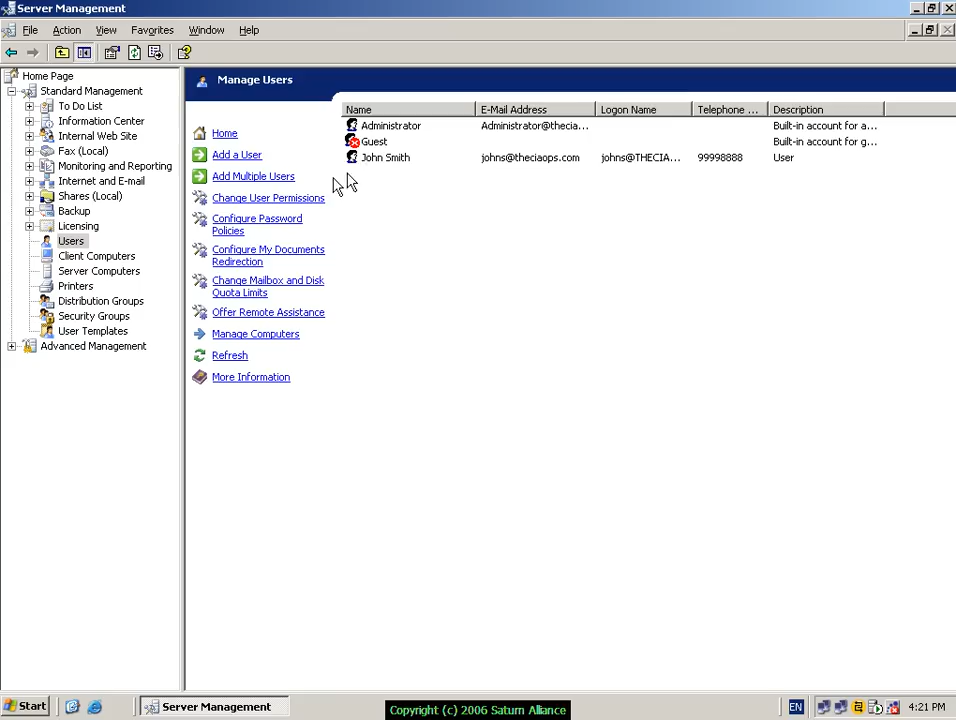 Server Management
File Action View Favorites Window Help
Home Page
Standard Management
To Do List
Information Center
Internal Web Site
Fax (Local)
Monitoring and Reporting
Internet and E-mail
Shares (Local)
Backup
Licensing
Users
Client Computers
Server Computers
Printers
Distribution Groups
Security Groups
User Templates
Advanced Management
Manage Users
Home
Add a User
Add Multiple Users
Change User Permissions
Configure Password
Policies
Configure My Documents
Redirection
Change Mailbox and Disk
Quota Limits
Offer Remote Assistance
Manage Computers
Refresh
More Information
Name E-Mail Address Logon Name Telephone ... Description
Administrator Administrator@thecia... Built-in account for a...
Guest Built-in account for g...
John Smith johns@theciaops.com johns@THECIA... 99998888 User
Start Server Management Copyright (c) 2006 Saturn Alliance EN 4:21 PM